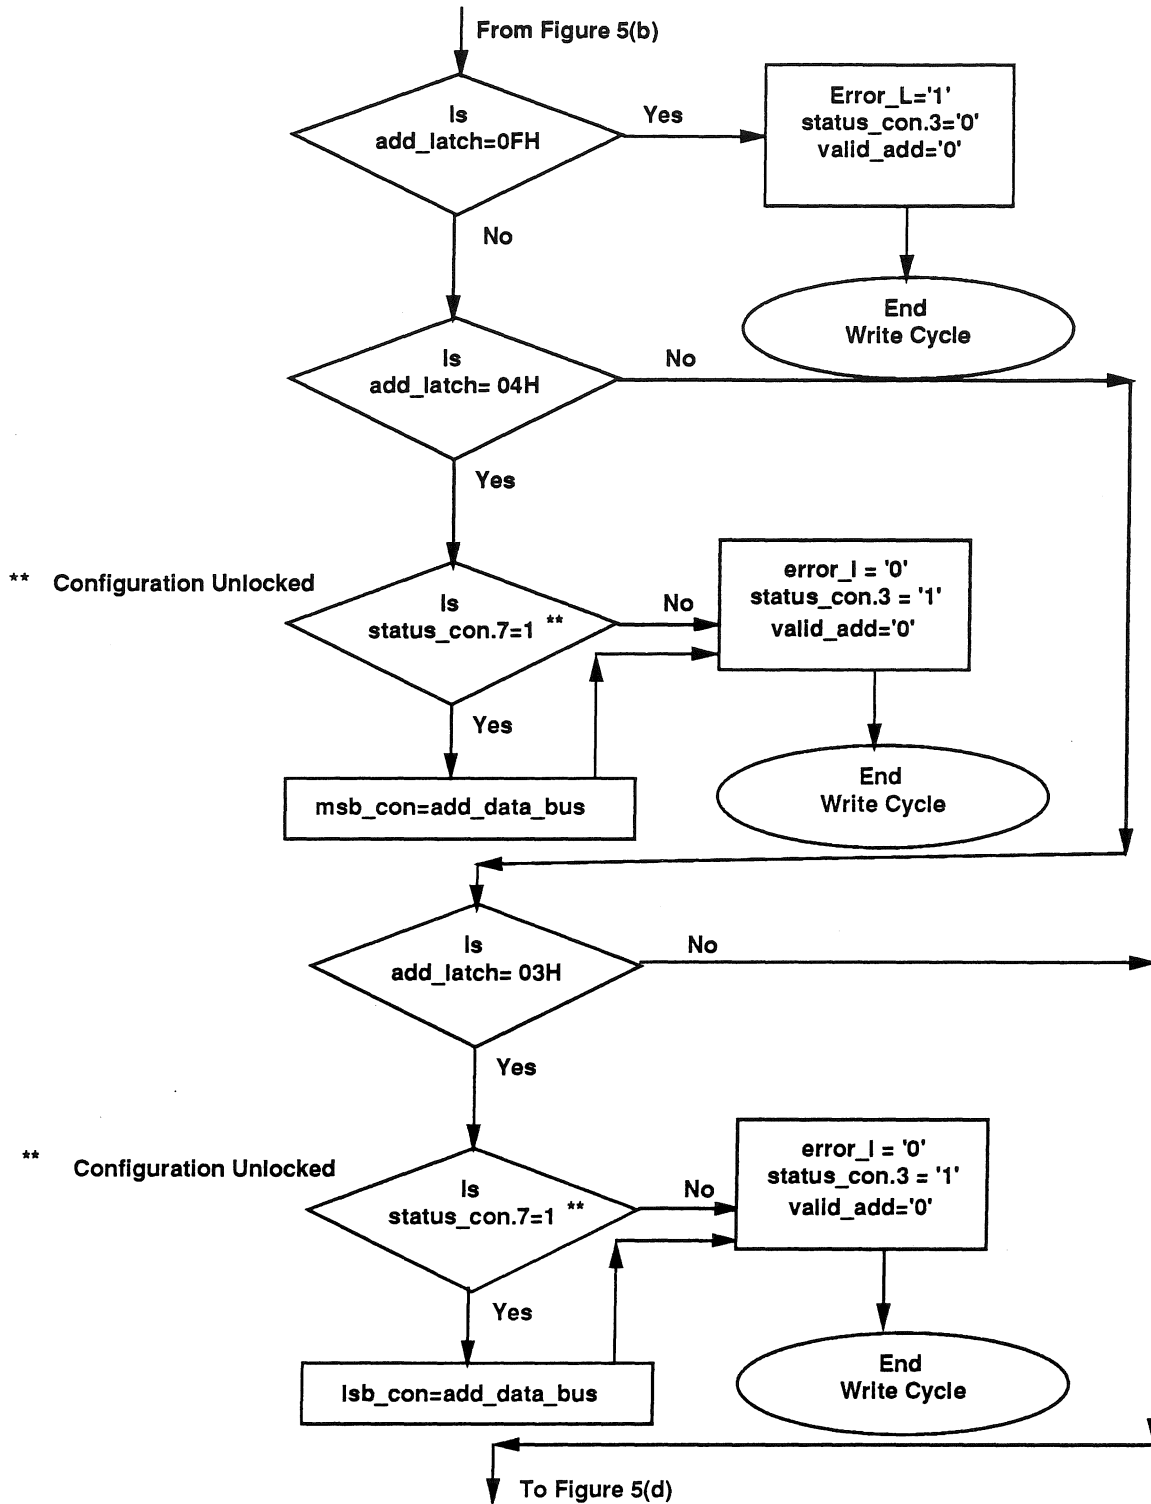 From Figure 5(b)
Is
add_latch=0FH
Yes
Error_L='1'
status_con.3='0'
valid_add='0'
No
End
Write Cycle
Is
add_latch= 04H
No
Yes
** Configuration Unlocked
Is
status_con.7=1 **
No
error_l = '0'
status_con.3 = '1'
valid_add='0'
Yes
msb_con=add_data_bus
End
Write Cycle
Is
add_latch= 03H
No
Yes
** Configuration Unlocked
Is
status_con.7=1 **
No
error_l = '0'
status_con.3 = '1'
valid_add='0'
Yes
lsb_con=add_data_bus
End
Write Cycle
To Figure 5(d)